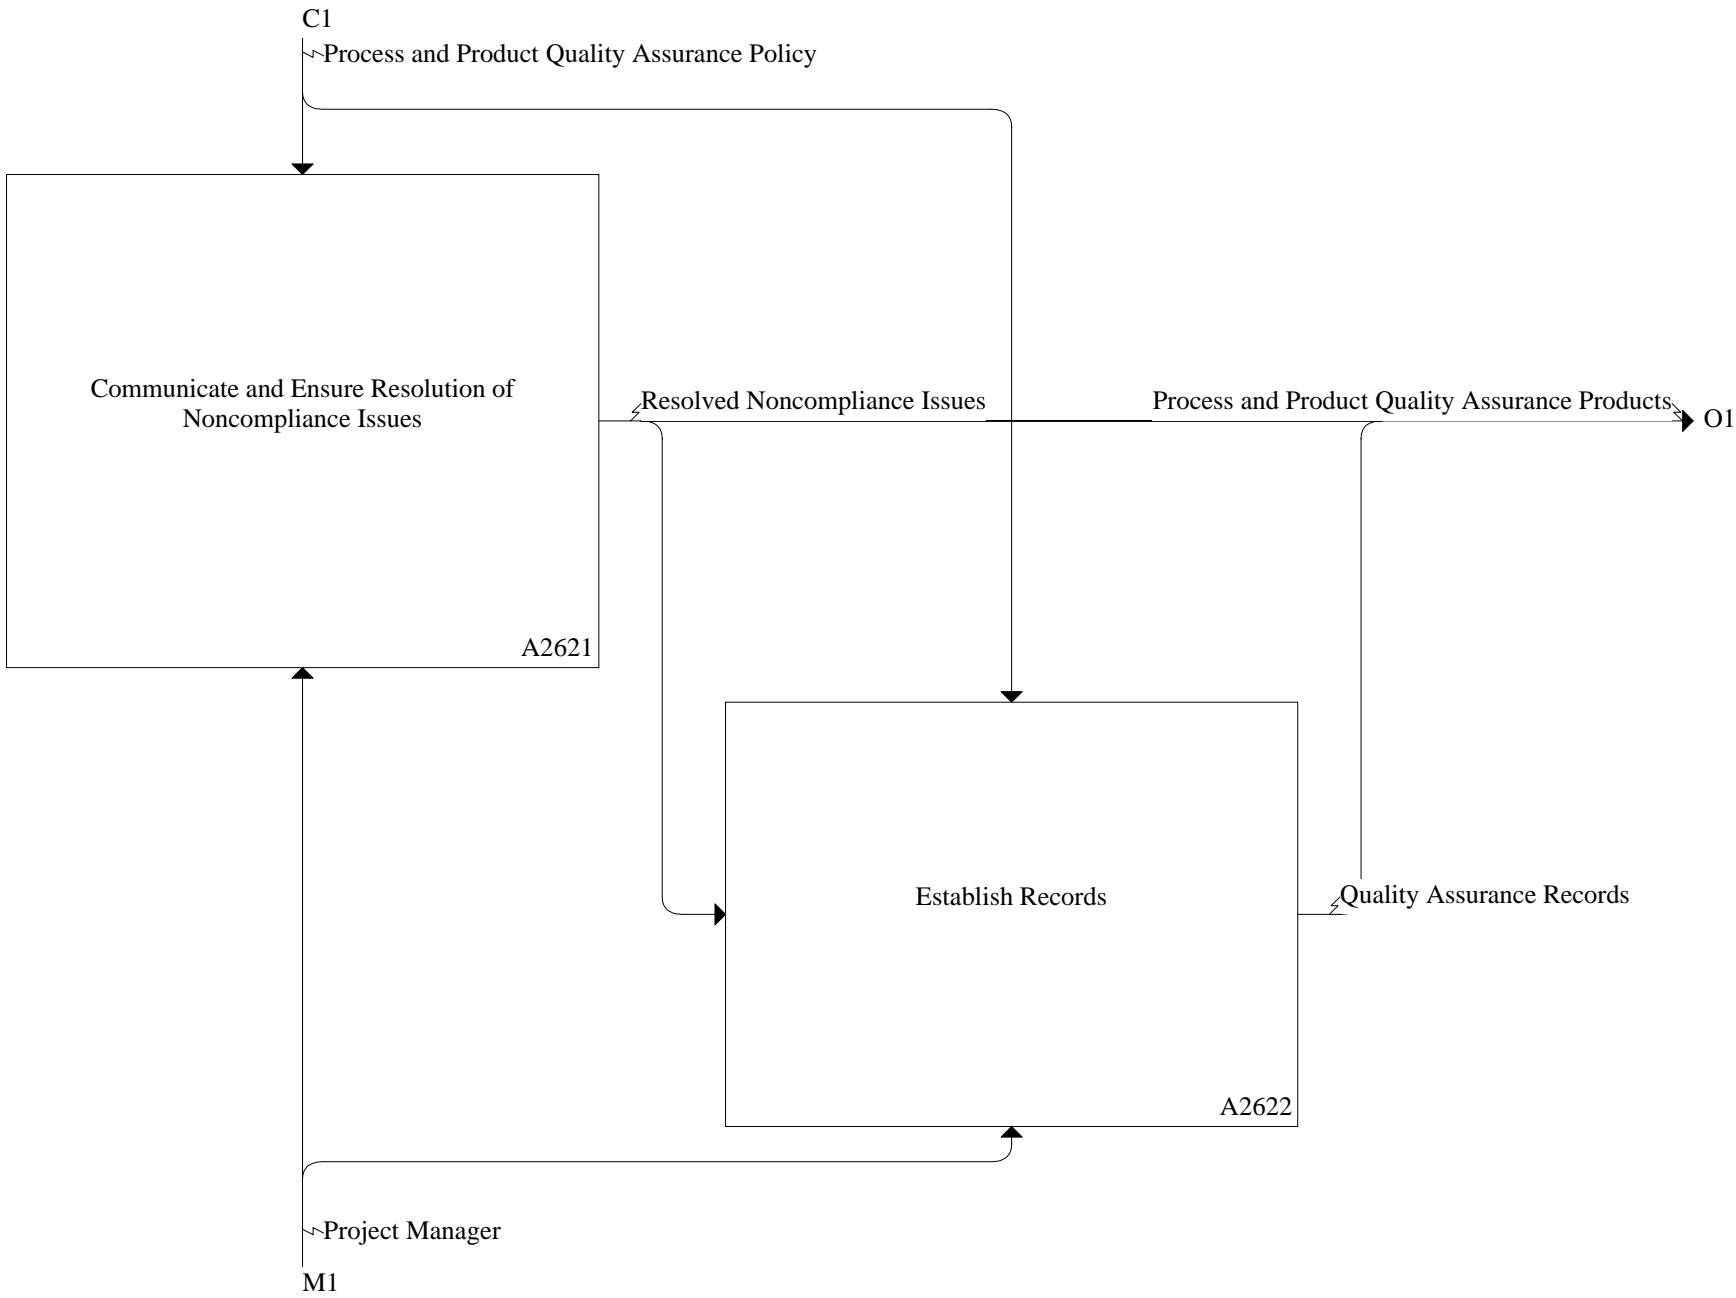 C1
Process and Product Quality Assurance Policy
Communicate and Ensure Resolution of
Noncompliance Issues
A2621
Resolved Noncompliance Issues
Process and Product Quality Assurance Products
O1
Establish Records
A2622
Quality Assurance Records
Project Manager
M1